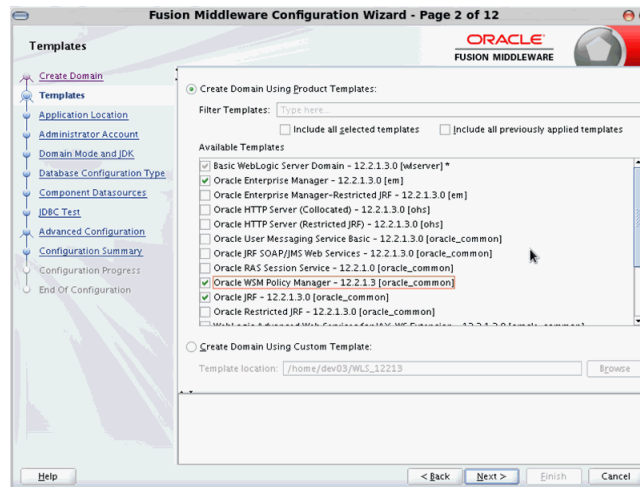 Fusion Middleware Configuration Wizard - Page 2 of 12
Templates
ORACLE
FUSION MIDDLEWARE
Create Domain
Templates
Application Location
Administrator Account
Domain Mode and JDK
Database Configuration Type
Component Datasources
JDBC Test
Advanced Configuration
Configuration Summary
Configuration Progress
End Of Configuration
Create Domain Using Product Templates:
Filter Templates: Type here...
Include all selected templates Include all previously applied templates
Available Templates
Basic WebLogic Server Domain - 12.2.1.3.0 [wlserver] *
Oracle Enterprise Manager - 12.2.1.3.0 [em]
Oracle Enterprise Manager-Restricted JRF - 12.2.1.3.0 [em]
Oracle HTTP Server (Collocated) - 12.2.1.3.0 [ohs]
Oracle HTTP Server (Restricted JRF) - 12.2.1.3.0 [ohs]
Oracle User Messaging Service Basic - 12.2.1.3.0 [oracle_common]
Oracle JRF SOAP/JMS Web Services - 12.2.1.3.0 [oracle_common]
Oracle RAS Session Service - 12.2.1.0 [oracle_common]
Oracle WSM Policy Manager - 12.2.1.3 [oracle_common]
Oracle JRF - 12.2.1.3.0 [oracle_common]
Oracle Restricted JRF - 12.2.1.3.0 [oracle_common]
Create Domain Using Custom Template:
Template location: /home/dev03/WLS_12213 Browse
Help < Back Next > Finish Cancel